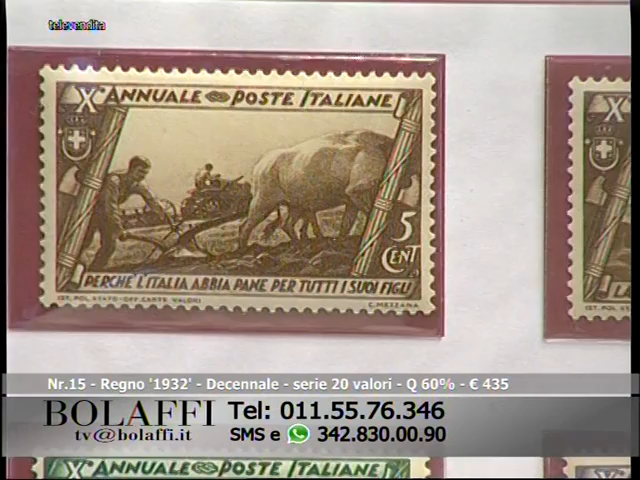 televendita
X° ANNUALE POSTE ITALIANE
X
5
CENT.
PERCHÈ L'ITALIA ABBIA PANE PER TUTTI I SUOI FIGLI
IST. POL. STATO-OFF. CARTE VALORI
C. MEZZANA
Nr.15 - Regno '1932' - Decennale - serie 20 valori - Q 60% - € 435
BOLAFFI
tv@bolaffi.it
Tel: 011.55.76.346
SMS e 342.830.00.90
X° ANNUALE POSTE ITALIANE